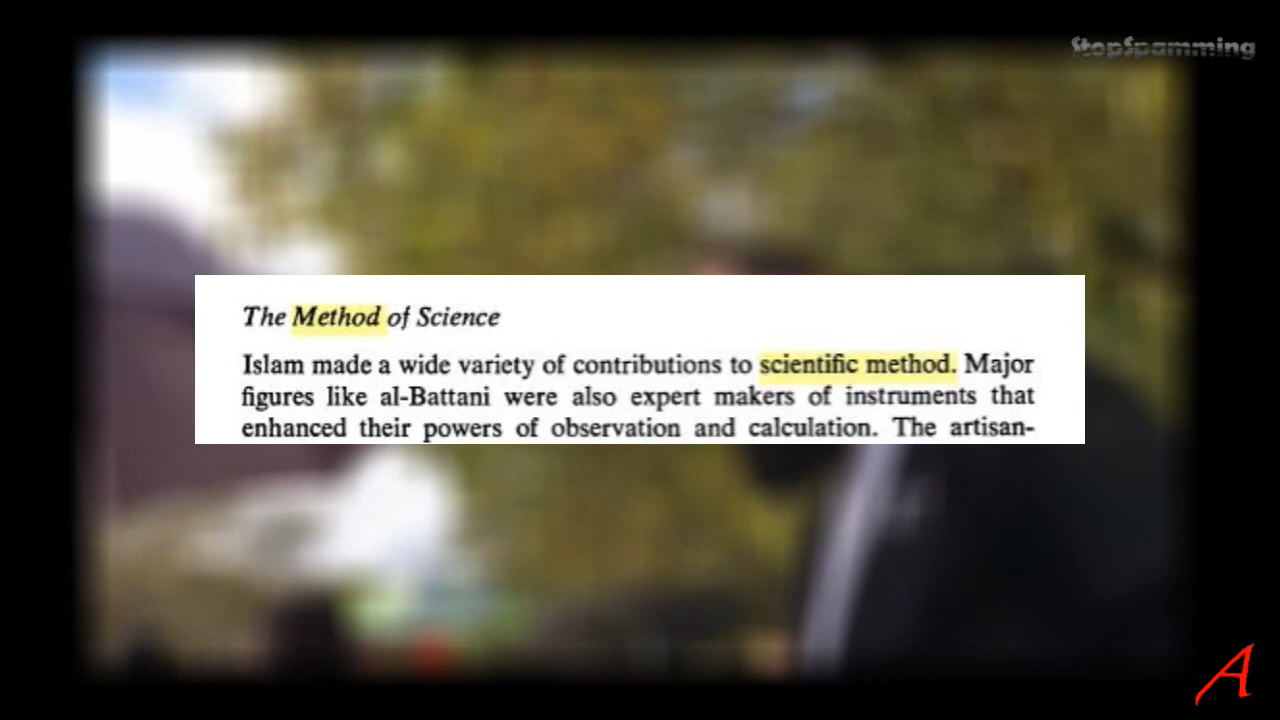 StopSpamming
The Method of Science
Islam made a wide variety of contributions to scientific method. Major
figures like al-Battani were also expert makers of instruments that
enhanced their powers of observation and calculation. The artisan-
A